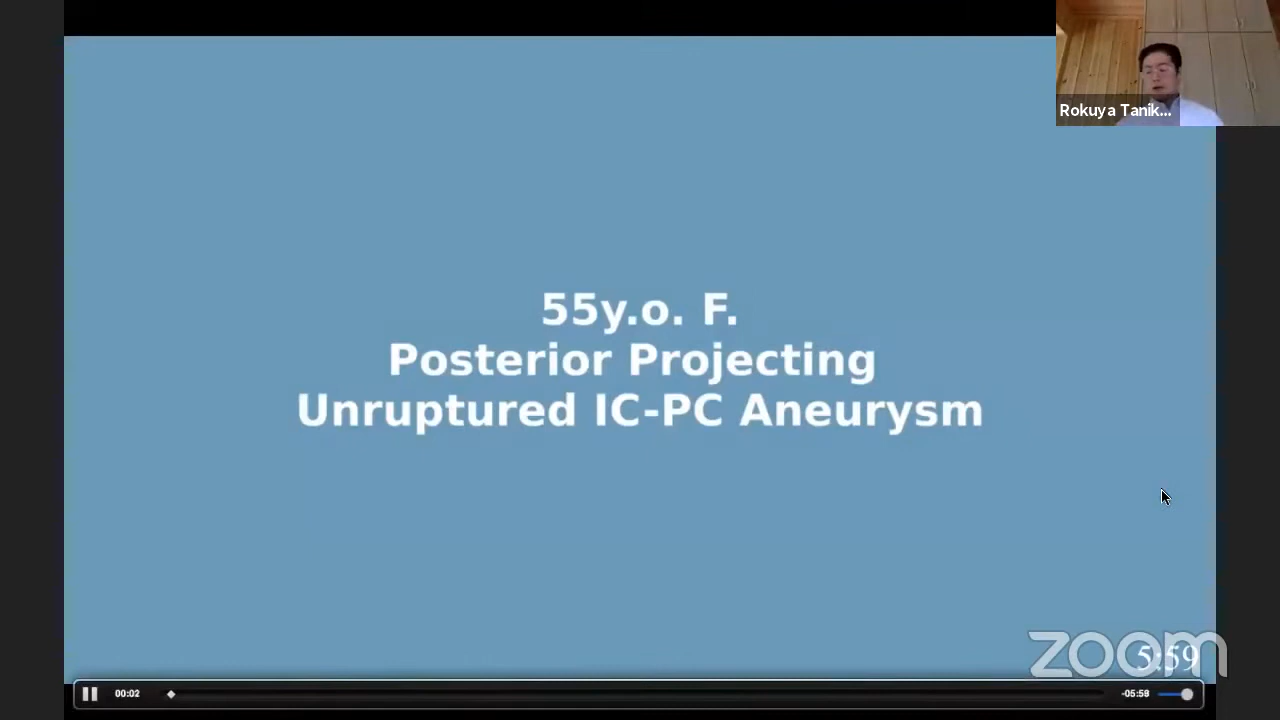 Rokuya Tanik...
55y.o. F.
Posterior Projecting
Unruptured IC-PC Aneurysm
zoom
5:59
00:02
-05:58